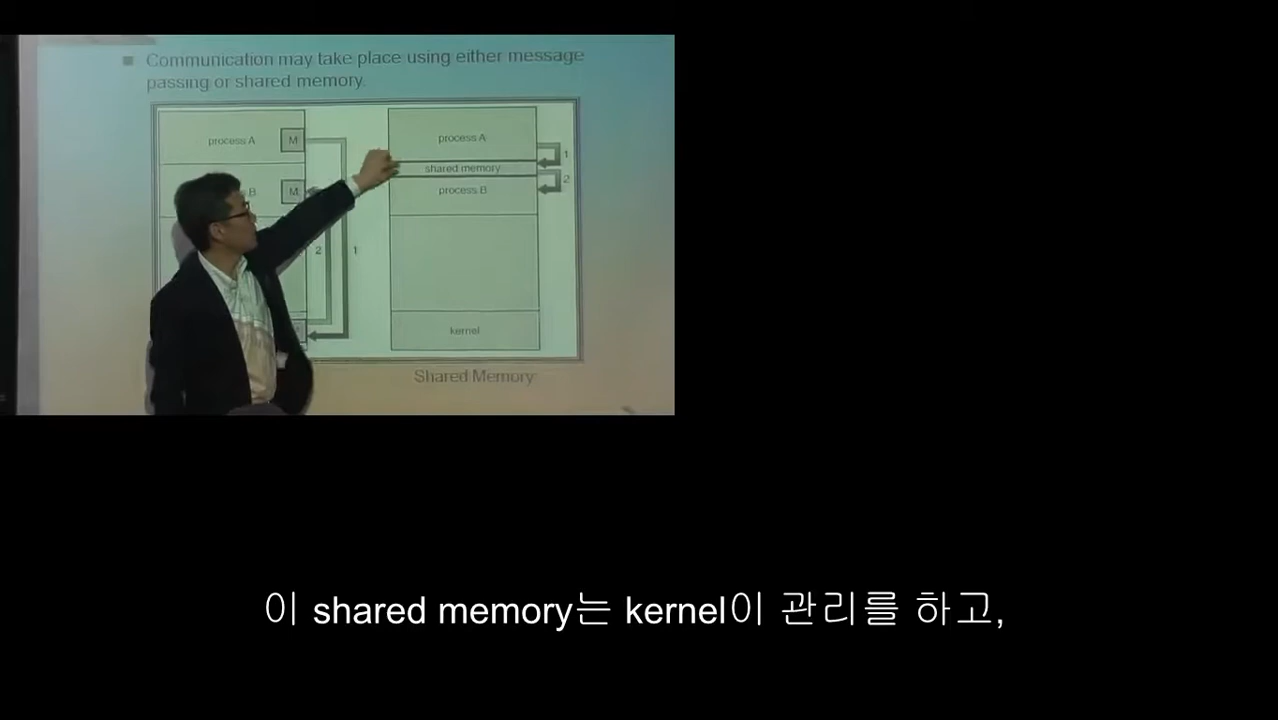 Communication may take place using either message
passing or shared memory.
process A
M
B
M
2
1
process A
shared memory
process B
1
2
kernel
Shared Memory
이 shared memory는 kernel이 관리를 하고,